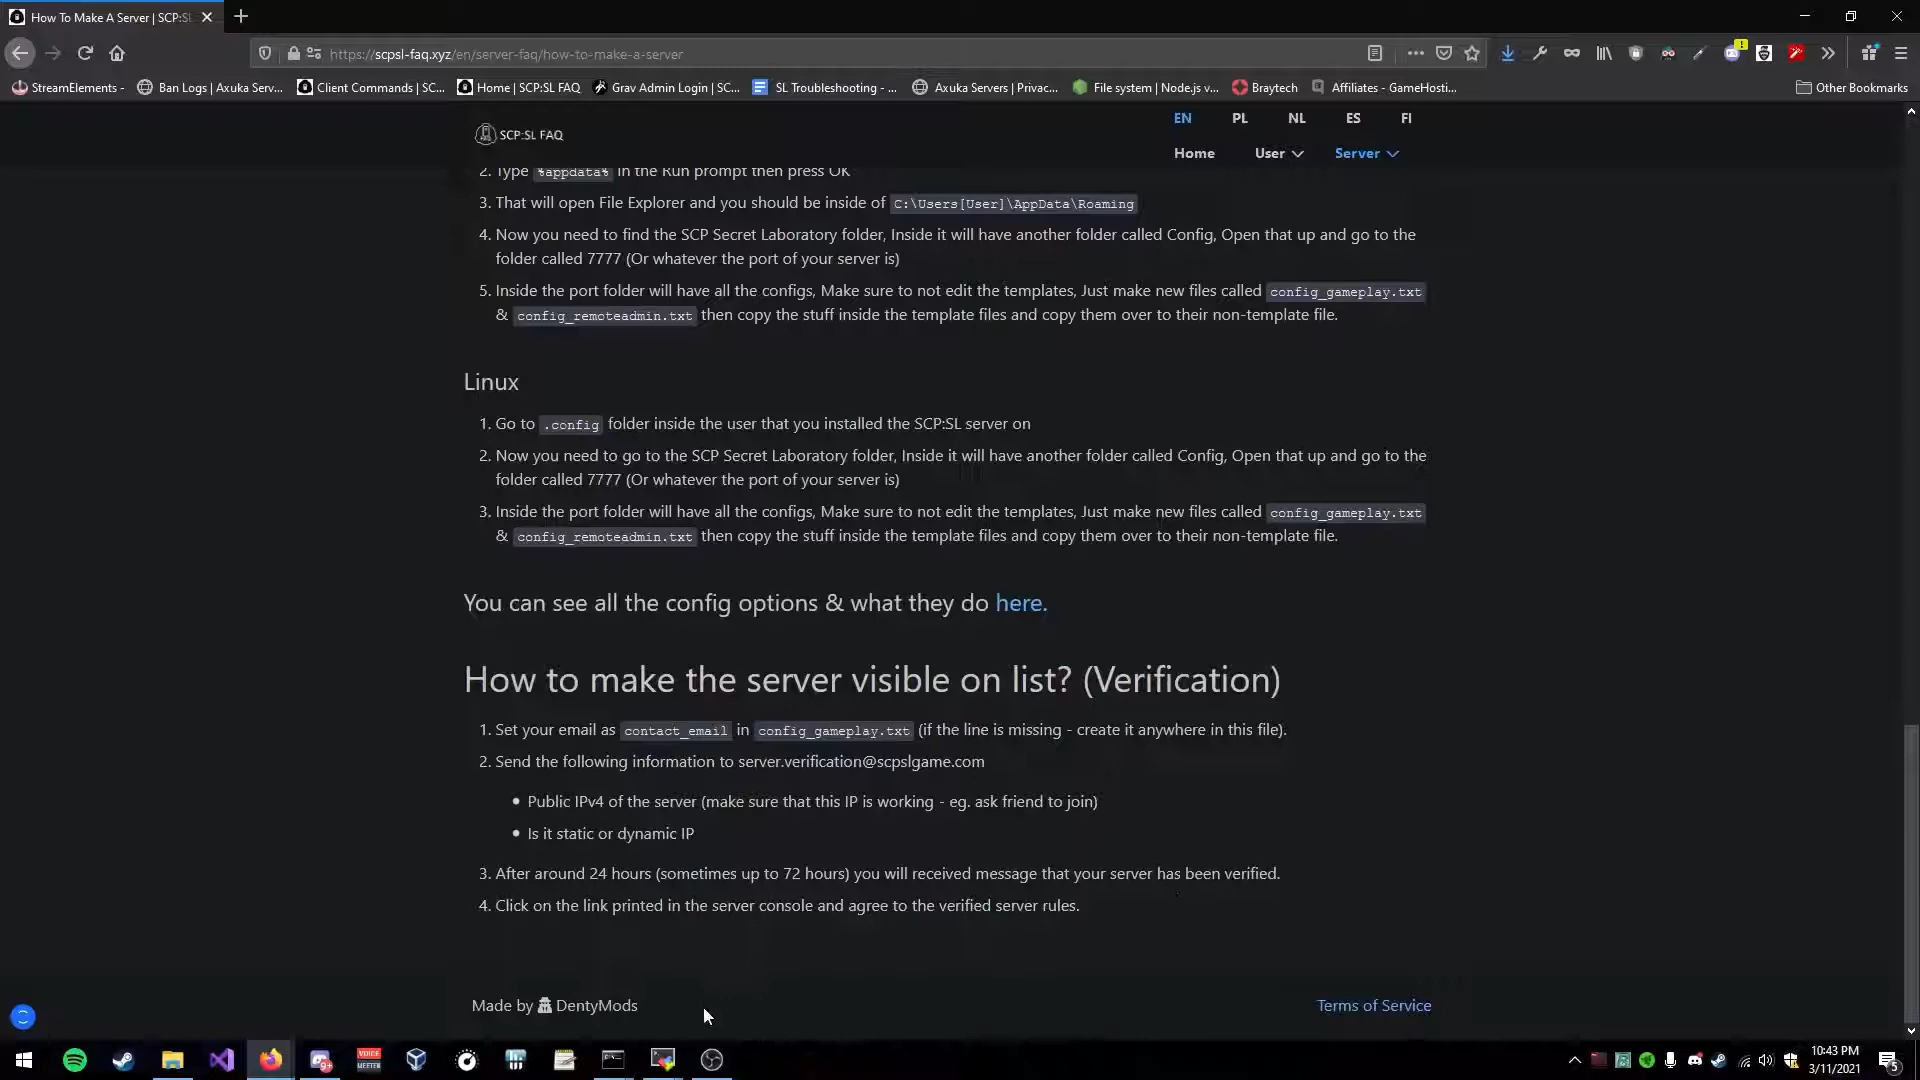 How To Make A Server | SCP:SL
https://scpsl-faq.xyz/en/server-faq/how-to-make-a-server
StreamElements -
Ban Logs | Axuka Serv...
Client Commands | SC...
Home | SCP:SL FAQ
Grav Admin Login | SC...
SL Troubleshooting - ...
Axuka Servers | Privac...
File system | Node.js v...
Braytech
Affiliates - GameHosti...
Other Bookmarks
SCP:SL FAQ
EN PL NL ES FI
Home User Server
2. Type %appdata% in the Run prompt then press OK
3. That will open File Explorer and you should be inside of C:\Users[User]\AppData\Roaming
4. Now you need to find the SCP Secret Laboratory folder, Inside it will have another folder called Config, Open that up and go to the
folder called 7777 (Or whatever the port of your server is)
5. Inside the port folder will have all the configs, Make sure to not edit the templates, Just make new files called config_gameplay.txt
& config_remoteadmin.txt then copy the stuff inside the template files and copy them over to their non-template file.
Linux
1. Go to .config folder inside the user that you installed the SCP:SL server on
2. Now you need to go to the SCP Secret Laboratory folder, Inside it will have another folder called Config, Open that up and go to the
folder called 7777 (Or whatever the port of your server is)
3. Inside the port folder will have all the configs, Make sure to not edit the templates, Just make new files called config_gameplay.txt
& config_remoteadmin.txt then copy the stuff inside the template files and copy them over to their non-template file.
You can see all the config options & what they do here.
How to make the server visible on list? (Verification)
1. Set your email as contact_email in config_gameplay.txt (if the line is missing - create it anywhere in this file).
2. Send the following information to server.verification@scpslgame.com
• Public IPv4 of the server (make sure that this IP is working - eg. ask friend to join)
• Is it static or dynamic IP
3. After around 24 hours (sometimes up to 72 hours) you will received message that your server has been verified.
4. Click on the link printed in the server console and agree to the verified server rules.
Made by DentyMods
Terms of Service
9+
VOICE
MEETER
10:43 PM
3/11/2021
5